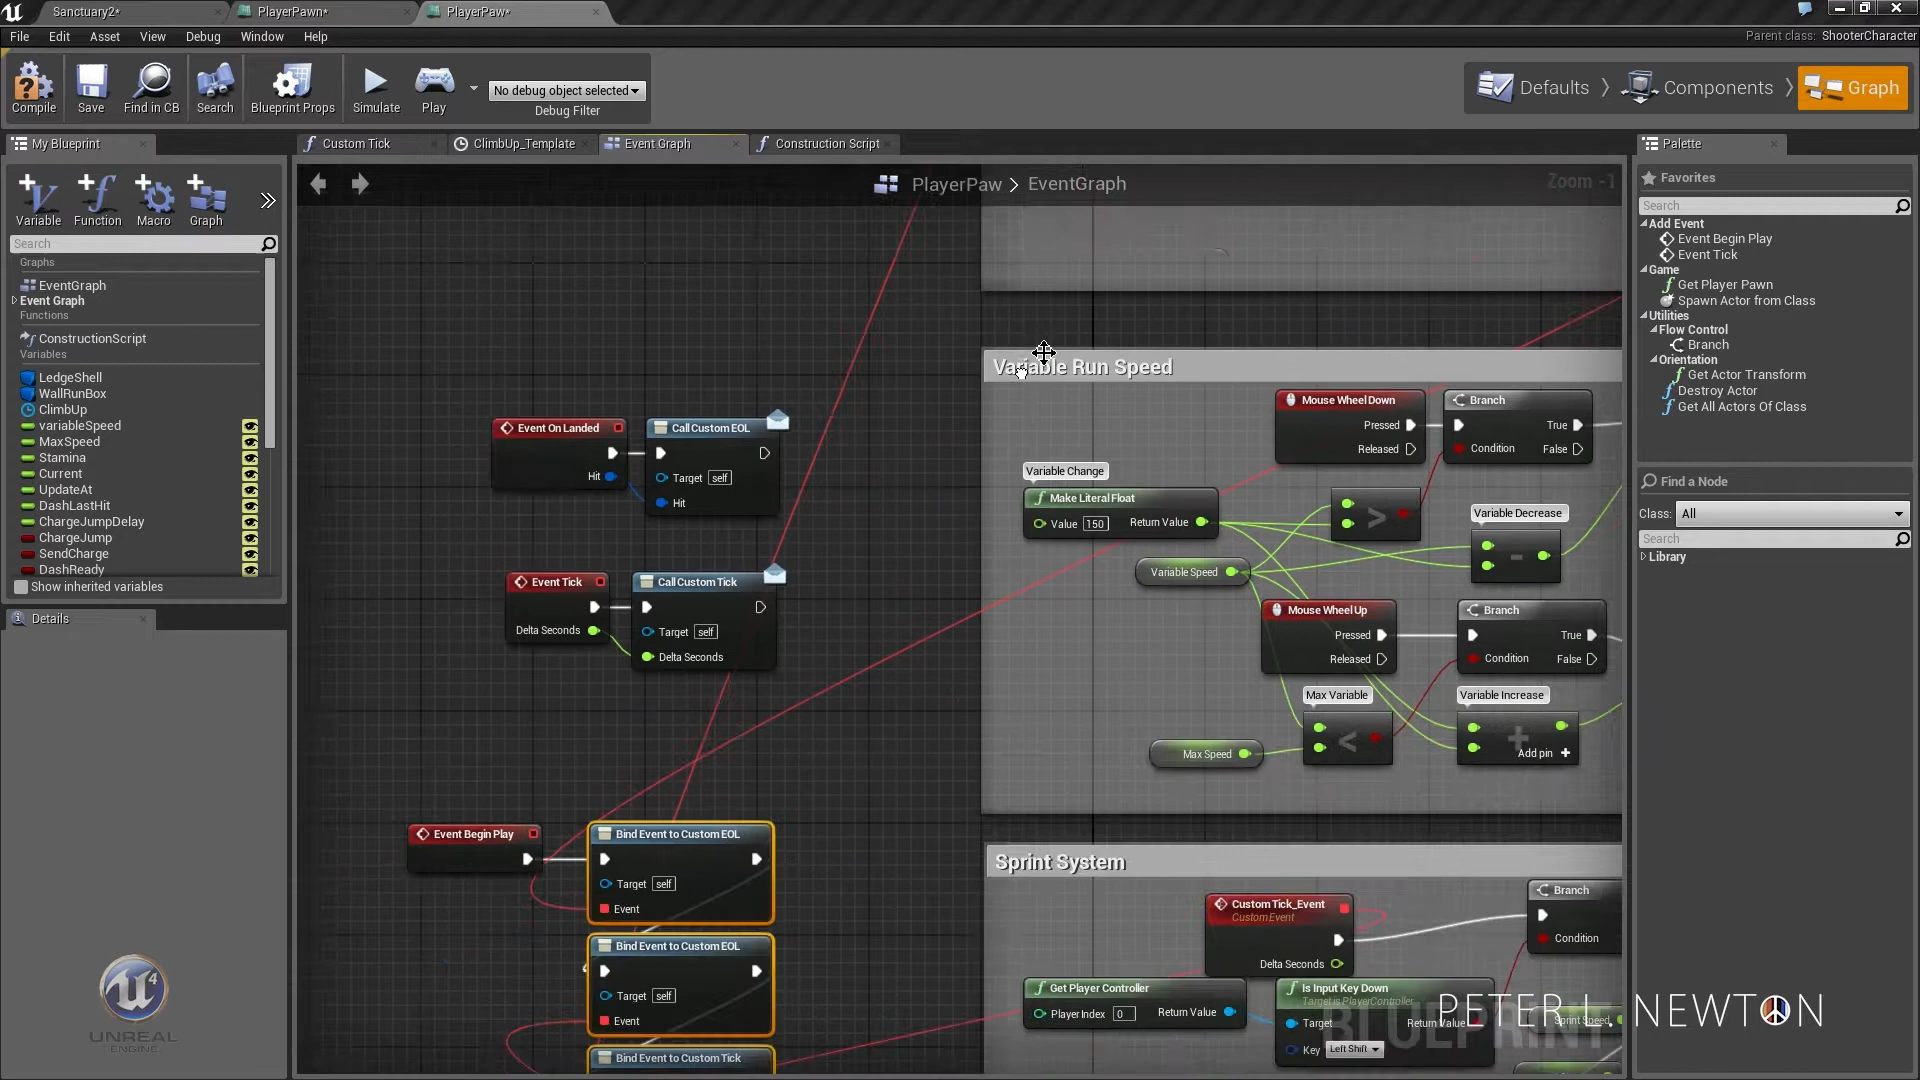 Sanctuary2*
PlayerPawn*
PlayerPaw*
File Edit Asset View Debug Window Help
Parent class: ShooterCharacter
Compile
Save
Find in CB
Search
Blueprint Props
Simulate
Play
No debug object selected
Debug Filter
Defaults
Components
Graph
My Blueprint
Custom Tick
ClimbUp_Template
Event Graph
Construction Script
Palette
Variable
Function
Macro
Graph
Search
Graphs
EventGraph
Event Graph
Functions
ConstructionScript
Variables
LedgeShell
WallRunBox
ClimbUp
variableSpeed
MaxSpeed
Stamina
Current
UpdateAt
DashLastHit
ChargeJumpDelay
ChargeJump
SendCharge
DashReady
Show inherited variables
Details
UNREAL
ENGINE
PlayerPaw > EventGraph
Zoom -1
Event On Landed
Hit
Call Custom EOL
Target self
Hit
Event Tick
Delta Seconds
Call Custom Tick
Target self
Delta Seconds
Event Begin Play
Bind Event to Custom EOL
Target self
Event
Bind Event to Custom EOL
Target self
Event
Bind Event to Custom Tick
Variable Run Speed
Mouse Wheel Down
Pressed
Released
Branch
True
Condition False
Variable Change
Make Literal Float
Value 150 Return Value
>
Variable Decrease
-
Variable Speed
Mouse Wheel Up
Pressed
Released
Branch
True
Condition False
Max Variable
<
Variable Increase
+
Add pin +
Max Speed
Sprint System
CustomTick_Event
CustomEvent
Delta Seconds
Branch
Condition
Get Player Controller
PlayerIndex 0 Return Value
Is Input Key Down
Target is PlayerController
Target Return Value
Key Left Shift
Sprint Speed
BLUEPRINT
PETER L. NEWTON
Favorites
Search
Add Event
Event Begin Play
Event Tick
Game
Get Player Pawn
Spawn Actor from Class
Utilities
Flow Control
Branch
Orientation
Get Actor Transform
Destroy Actor
Get All Actors Of Class
Find a Node
Class: All
Search
Library